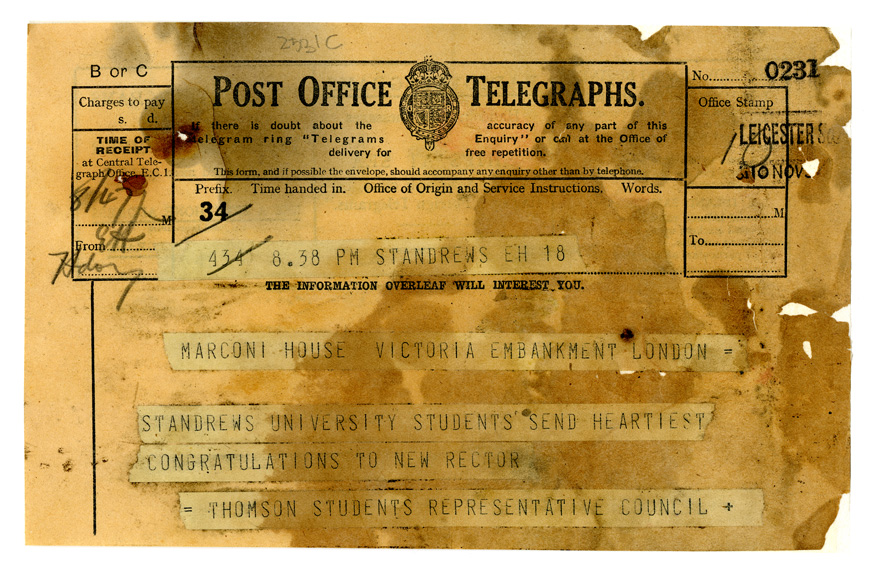 2331C
B or C
POST OFFICE TELEGRAPHS.
No. 0231
Charges to pay
s. d.
Office Stamp
If there is doubt about the accuracy of any part of this
telegram ring "Telegrams Enquiry" or call at the Office of
delivery for free repetition.
This form, and if possible the envelope, should accompany any enquiry other than by telephone.
TIME OF
RECEIPT
at Central Tele-
graph Office, E.C.1.
LEICESTER
10 NOV
Prefix. Time handed in. Office of Origin and Service Instructions. Words.
34
M
M
From
To
434 8.38 PM STANDREWS EH 18
THE INFORMATION OVERLEAF WILL INTEREST YOU.
MARCONI HOUSE VICTORIA EMBANKMENT LONDON =
STANDREWS UNIVERSITY STUDENTS' SEND HEARTIEST
CONGRATULATIONS TO NEW RECTOR
= THOMSON STUDENTS REPRESENTATIVE COUNCIL +